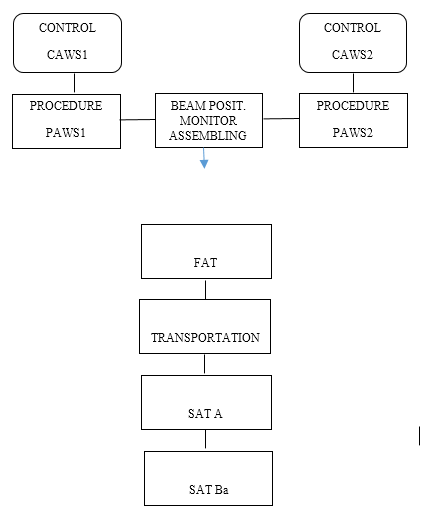 CONTROL
CAWS1
CONTROL
CAWS2
PROCEDURE
PAWS1
BEAM POSIT.
MONITOR
ASSEMBLING
PROCEDURE
PAWS2
FAT
TRANSPORTATION
SAT A
SAT Ba